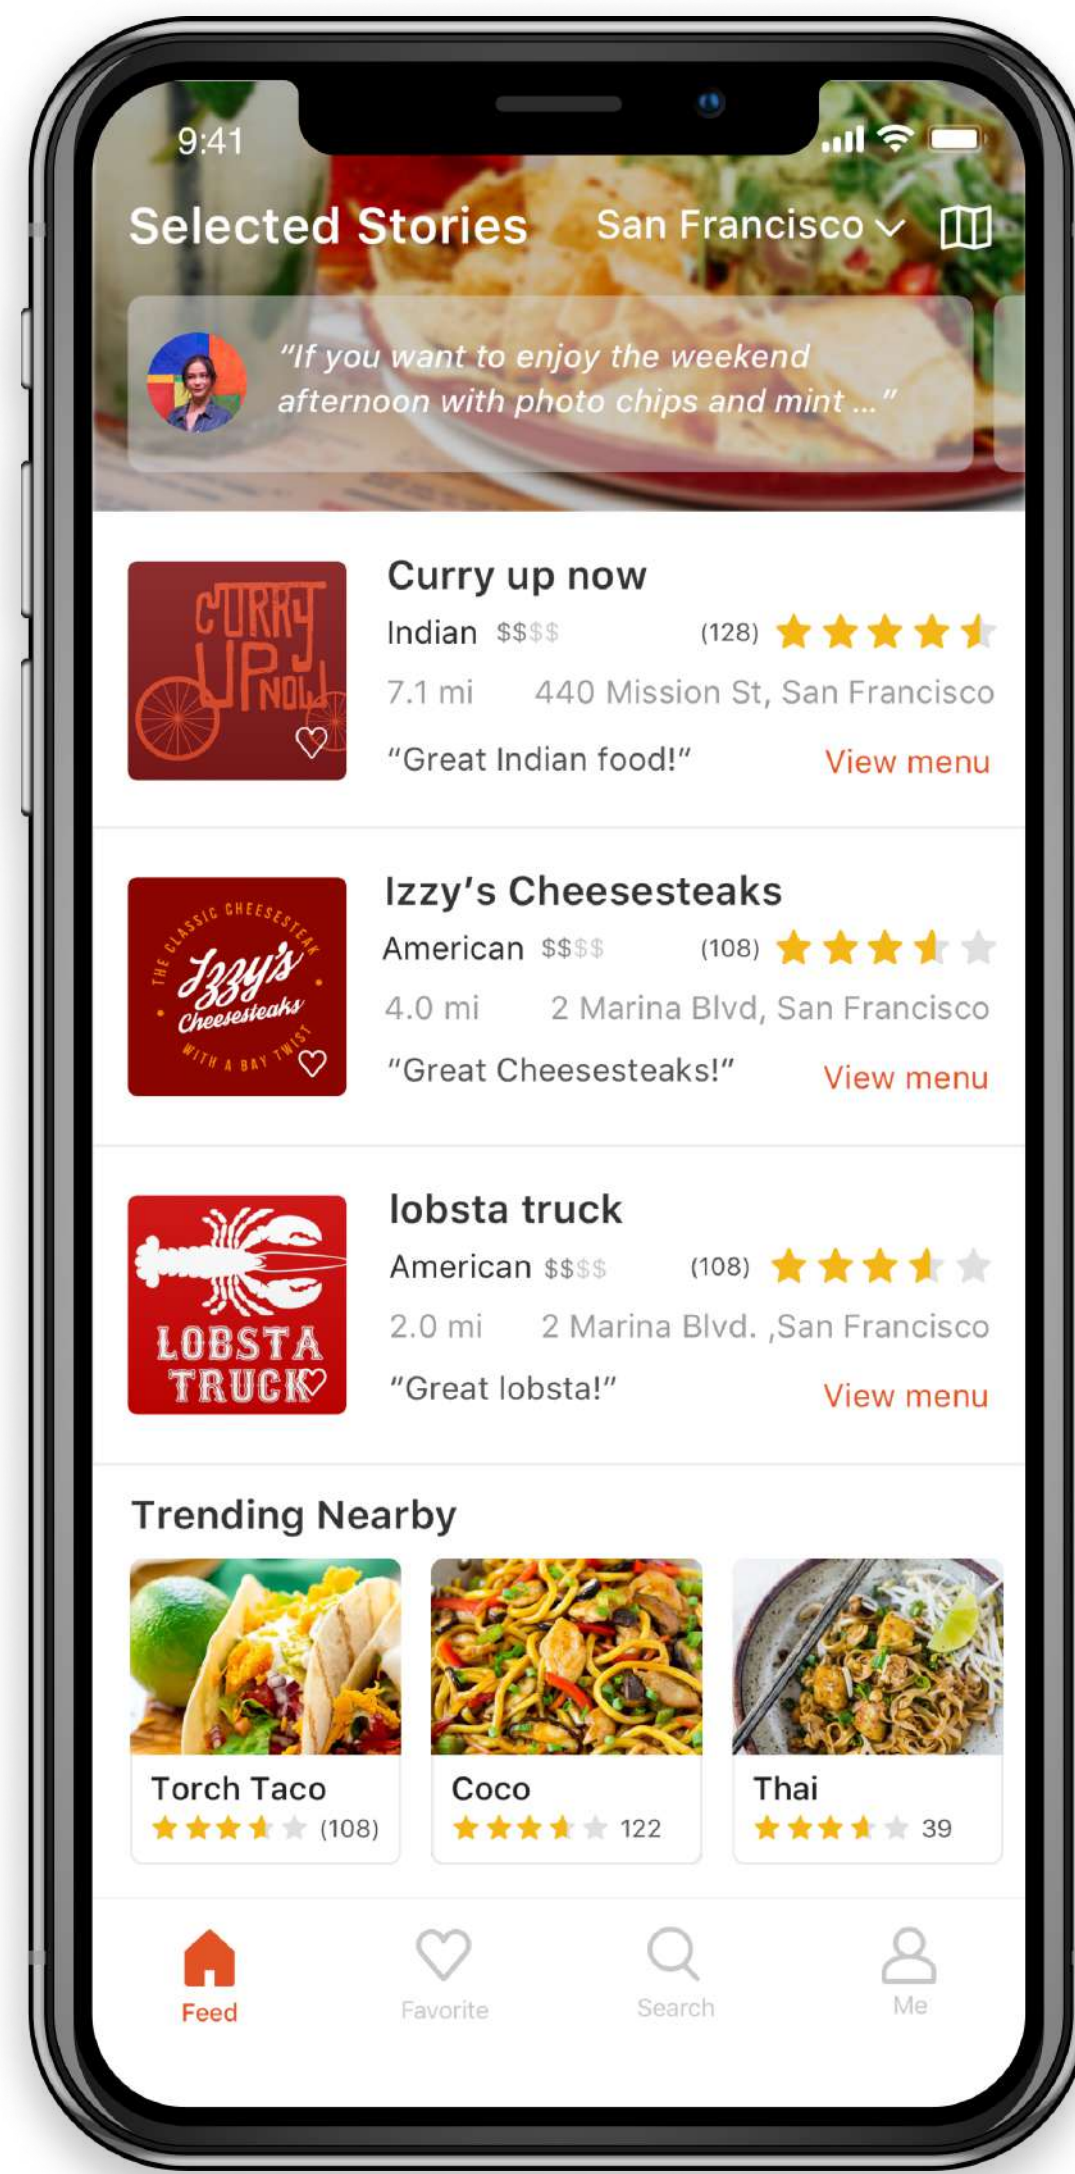 9:41
Selected Stories San Francisco
“If you want to enjoy the weekend
afternoon with photo chips and mint ...”
CURRY
UP
NOW
Curry up now
Indian $$$$ (128)
7.1 mi 440 Mission St, San Francisco
“Great Indian food!” View menu
THE CLASSIC CHEESESTEAK
Izzy's
Cheesesteaks
WITH A BAY TWIST
Izzy’s Cheesesteaks
American $$$$ (108)
4.0 mi 2 Marina Blvd, San Francisco
“Great Cheesesteaks!” View menu
LOBSTA
TRUCK
lobsta truck
American $$$$ (108)
2.0 mi 2 Marina Blvd. ,San Francisco
“Great lobsta!” View menu
Trending Nearby
Torch Taco
(108)
Coco
122
Thai
39
Feed Favorite Search Me